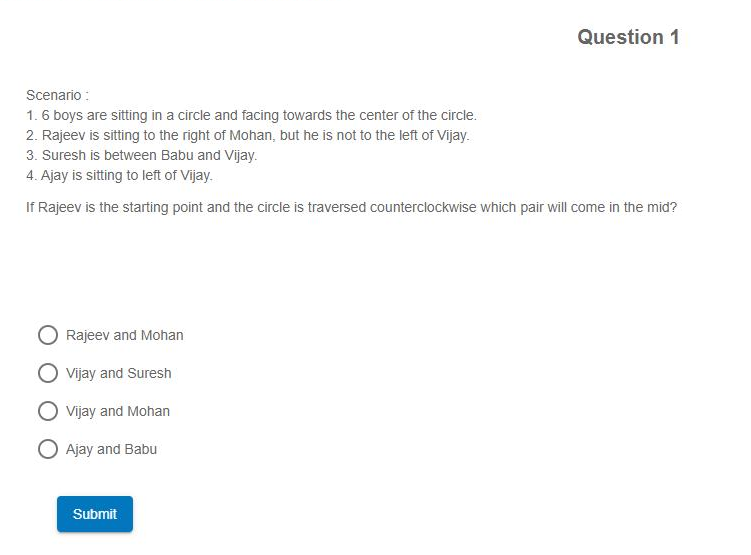 Question 1
Scenario :
1. 6 boys are sitting in a circle and facing towards the center of the circle.
2. Rajeev is sitting to the right of Mohan, but he is not to the left of Vijay.
3. Suresh is between Babu and Vijay.
4. Ajay is sitting to left of Vijay.
If Rajeev is the starting point and the circle is traversed counterclockwise which pair will come in the mid?
Rajeev and Mohan
Vijay and Suresh
Vijay and Mohan
Ajay and Babu
Submit